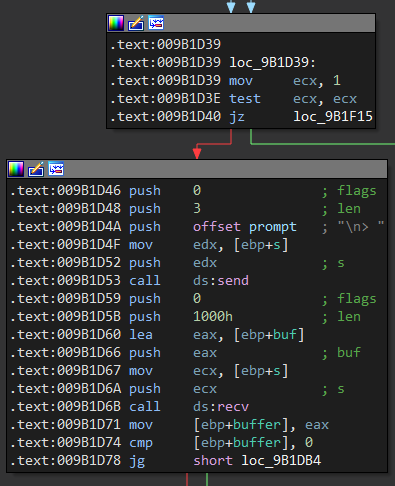 .text:009B1D39
.text:009B1D39 loc_9B1D39:
.text:009B1D39 mov ecx, 1
.text:009B1D3E test ecx, ecx
.text:009B1D40 jz loc_9B1F15
.text:009B1D46 push 0 ; flags
.text:009B1D48 push 3 ; len
.text:009B1D4A push offset prompt ; "\n> "
.text:009B1D4F mov edx, [ebp+s]
.text:009B1D52 push edx ; s
.text:009B1D53 call ds:send
.text:009B1D59 push 0 ; flags
.text:009B1D5B push 1000h ; len
.text:009B1D60 lea eax, [ebp+buf]
.text:009B1D66 push eax ; buf
.text:009B1D67 mov ecx, [ebp+s]
.text:009B1D6A push ecx ; s
.text:009B1D6B call ds:recv
.text:009B1D71 mov [ebp+buffer], eax
.text:009B1D74 cmp [ebp+buffer], 0
.text:009B1D78 jg short loc_9B1DB4